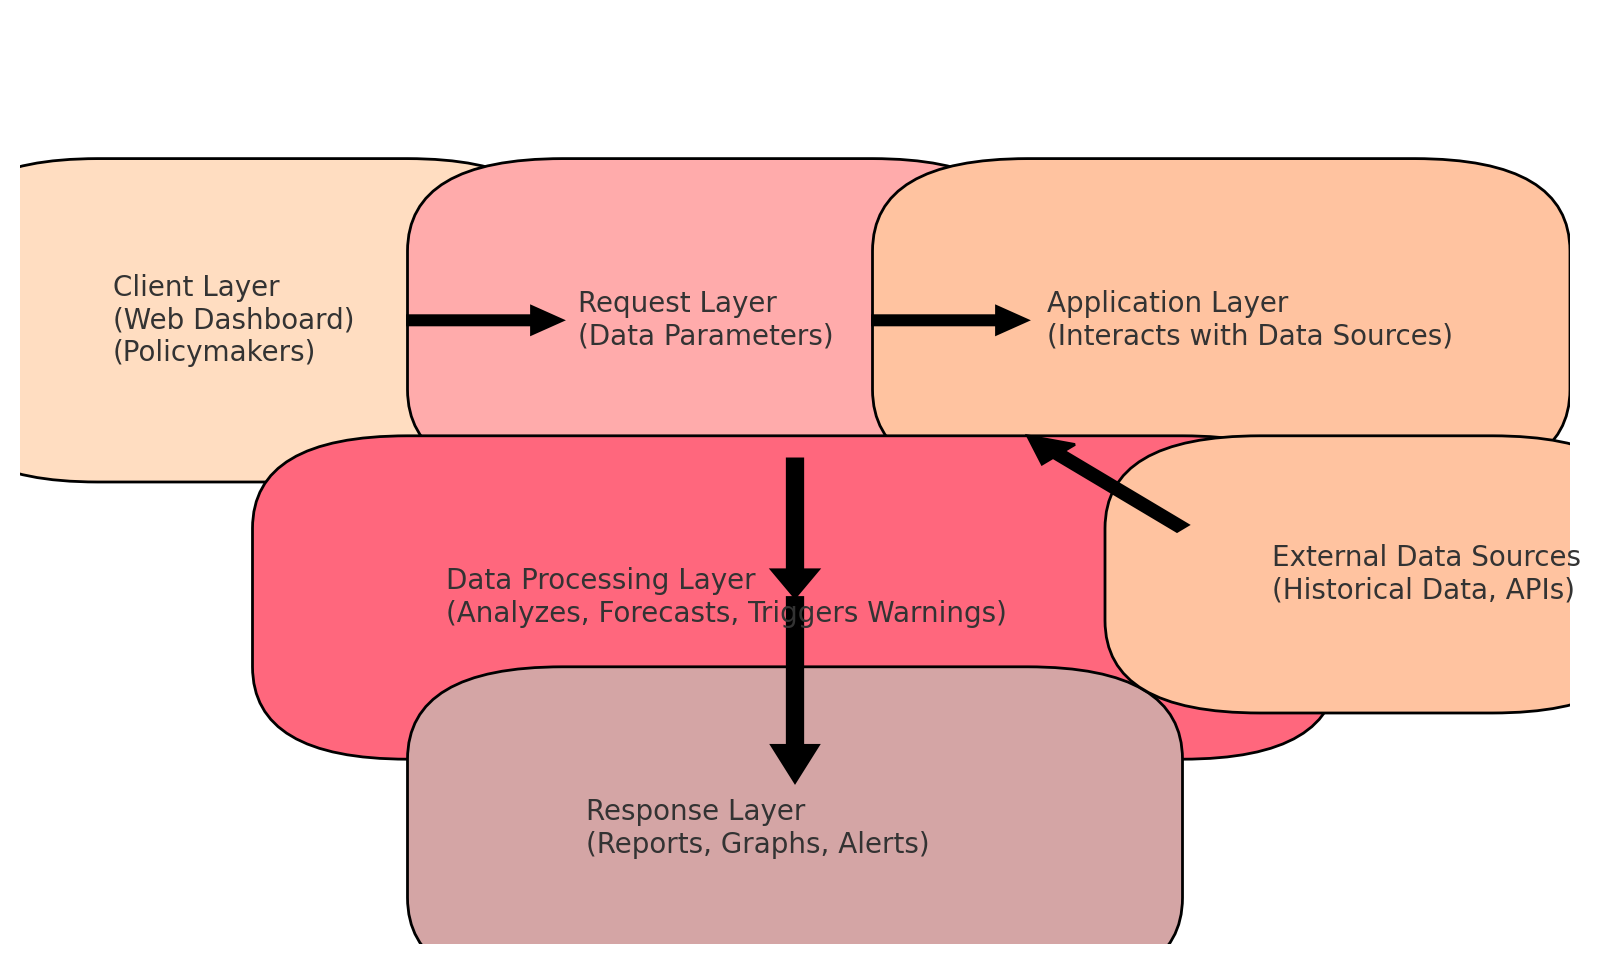 Client Layer
(Web Dashboard)
(Policymakers)
Request Layer
(Data Parameters)
Application Layer
(Interacts with Data Sources)
Data Processing Layer
(Analyzes, Forecasts, Triggers Warnings)
External Data Sources
(Historical Data, APIs)
Response Layer
(Reports, Graphs, Alerts)